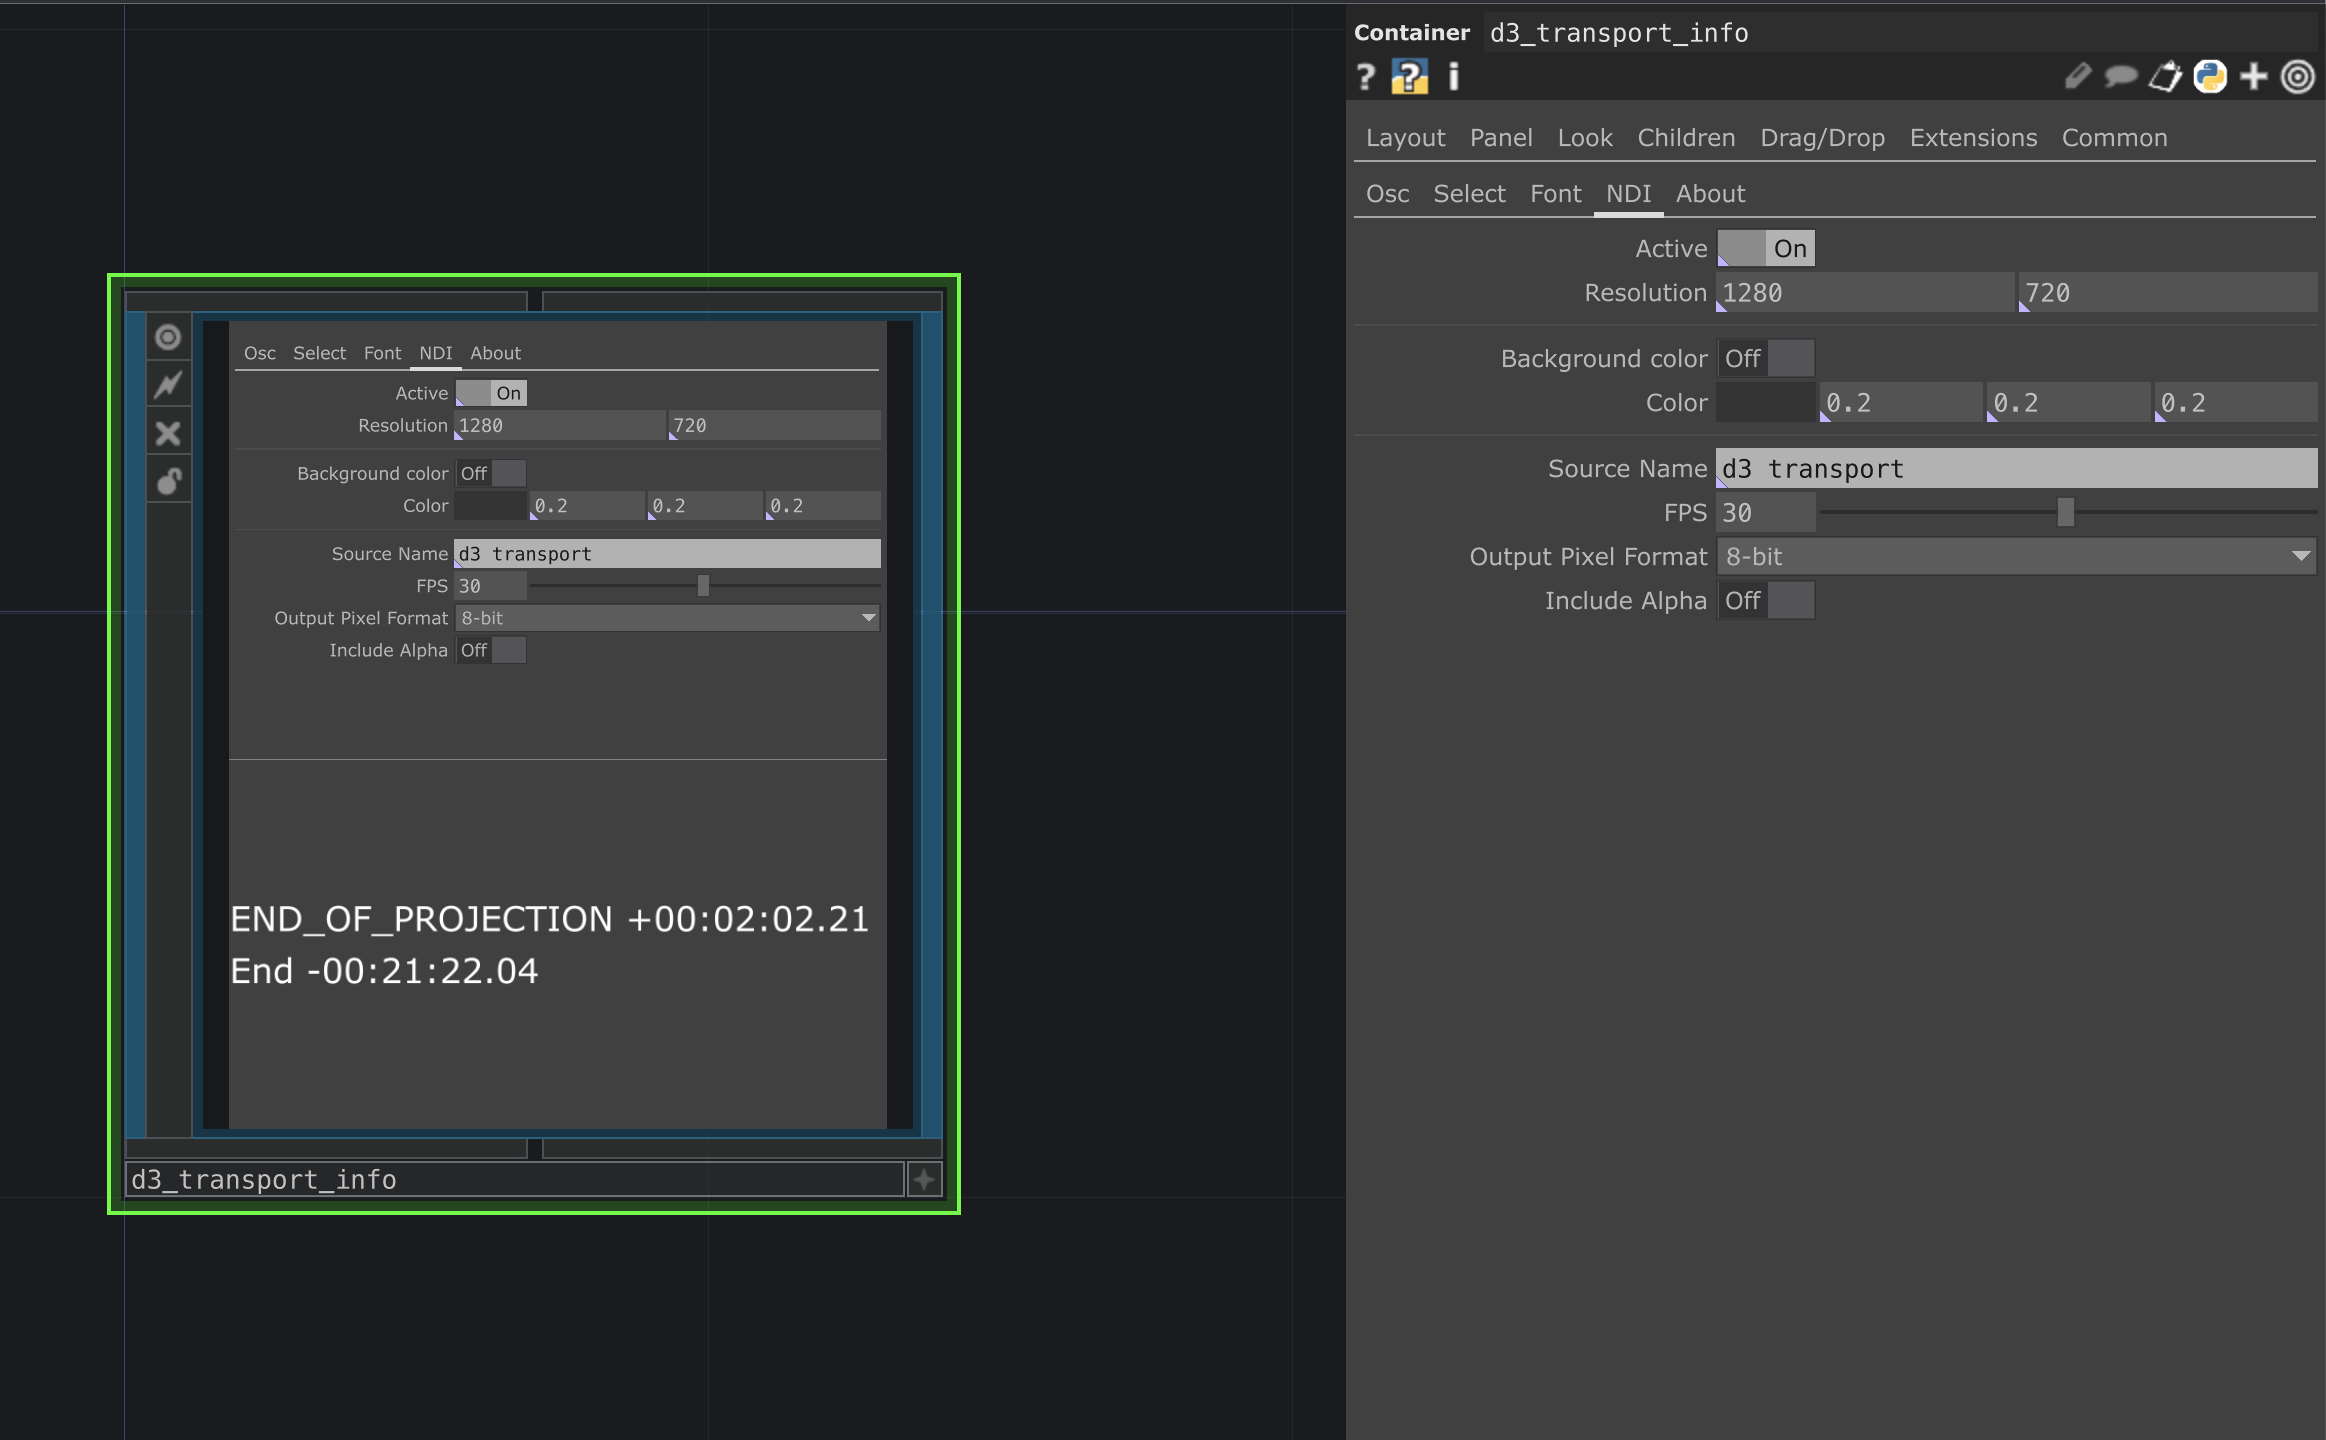 Osc Select Font NDI About
Active On
Resolution 1280 720
Background color Off
Color 0.2 0.2 0.2
Source Name d3 transport
FPS 30
Output Pixel Format 8-bit
Include Alpha Off
END_OF_PROJECTION +00:02:02.21
End -00:21:22.04
d3_transport_info
Container d3_transport_info
? ? i
Layout Panel Look Children Drag/Drop Extensions Common
Osc Select Font NDI About
Active On
Resolution 1280 720
Background color Off
Color 0.2 0.2 0.2
Source Name d3 transport
FPS 30
Output Pixel Format 8-bit
Include Alpha Off